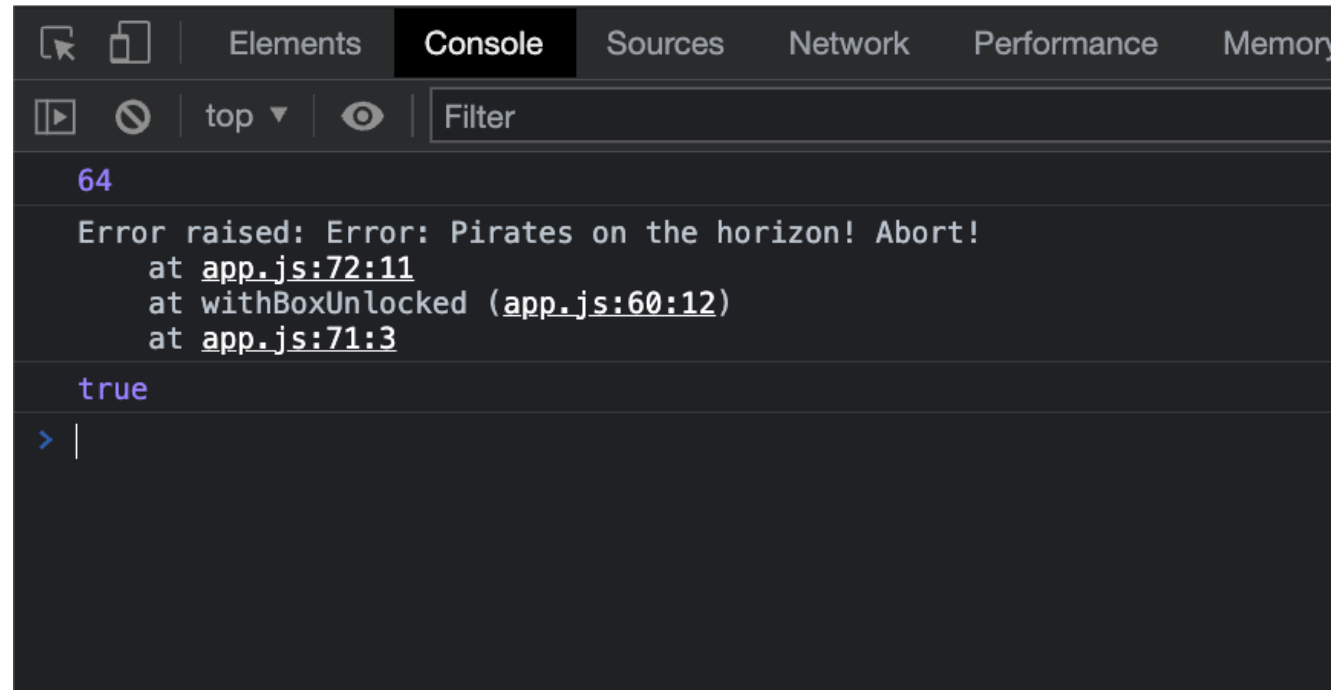 Elements Console Sources Network Performance Memory
top ▼ Filter
64
Error raised: Error: Pirates on the horizon! Abort!
at app.js:72:11
at withBoxUnlocked (app.js:60:12)
at app.js:71:3
true
>